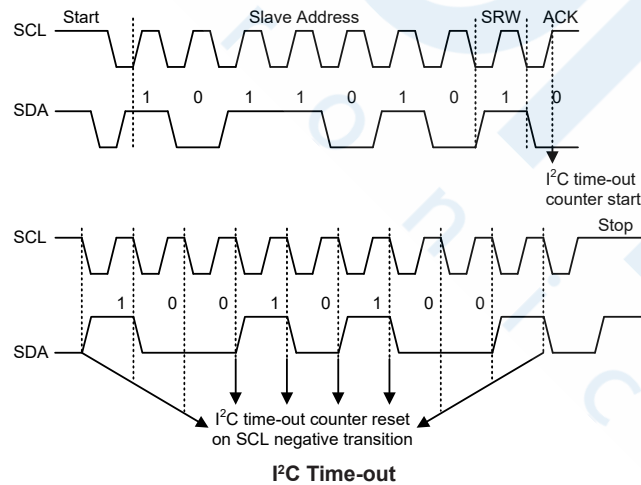 Start Slave Address SRW ACK
SCL
1 0 1 1 0 1 0 1 0
SDA
I²C time-out
counter start
Stop
SCL
1 0 0 1 0 1 0 0
SDA
I²C time-out counter reset
on SCL negative transition
I²C Time-out